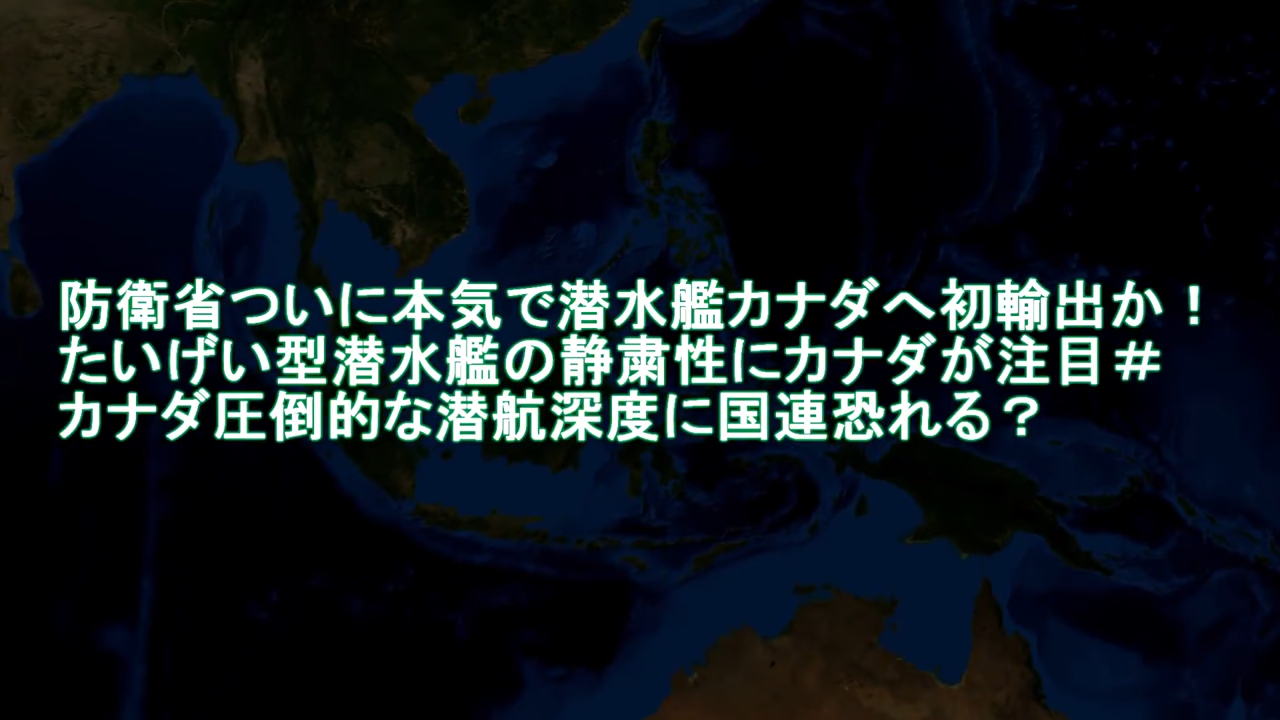 防衛省ついに本気で潜水艦カナダへ初輸出か！
たいげい型潜水艦の静粛性にカナダが注目＃
カナダ圧倒的な潜航深度に国連恐れる？